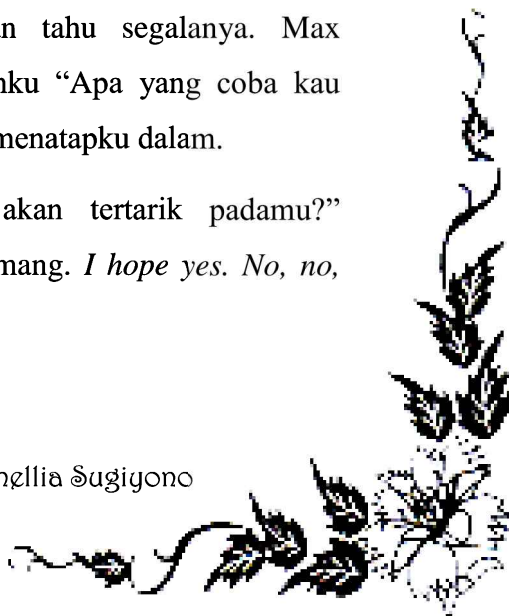 n tahu segalanya. Max
nku “Apa yang coba kau
menatapku dalam.
akan tertarik padamu?”
mang. I hope yes. No, no,
nellia Sugiyono